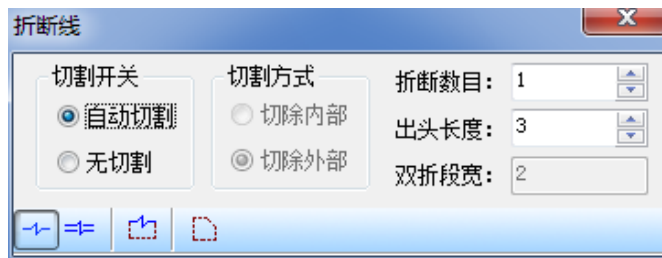 折断线
切割开关
自动切割
无切割
切割方式
切除内部
切除外部
折断数目: 1
出头长度: 3
双折段宽: 2